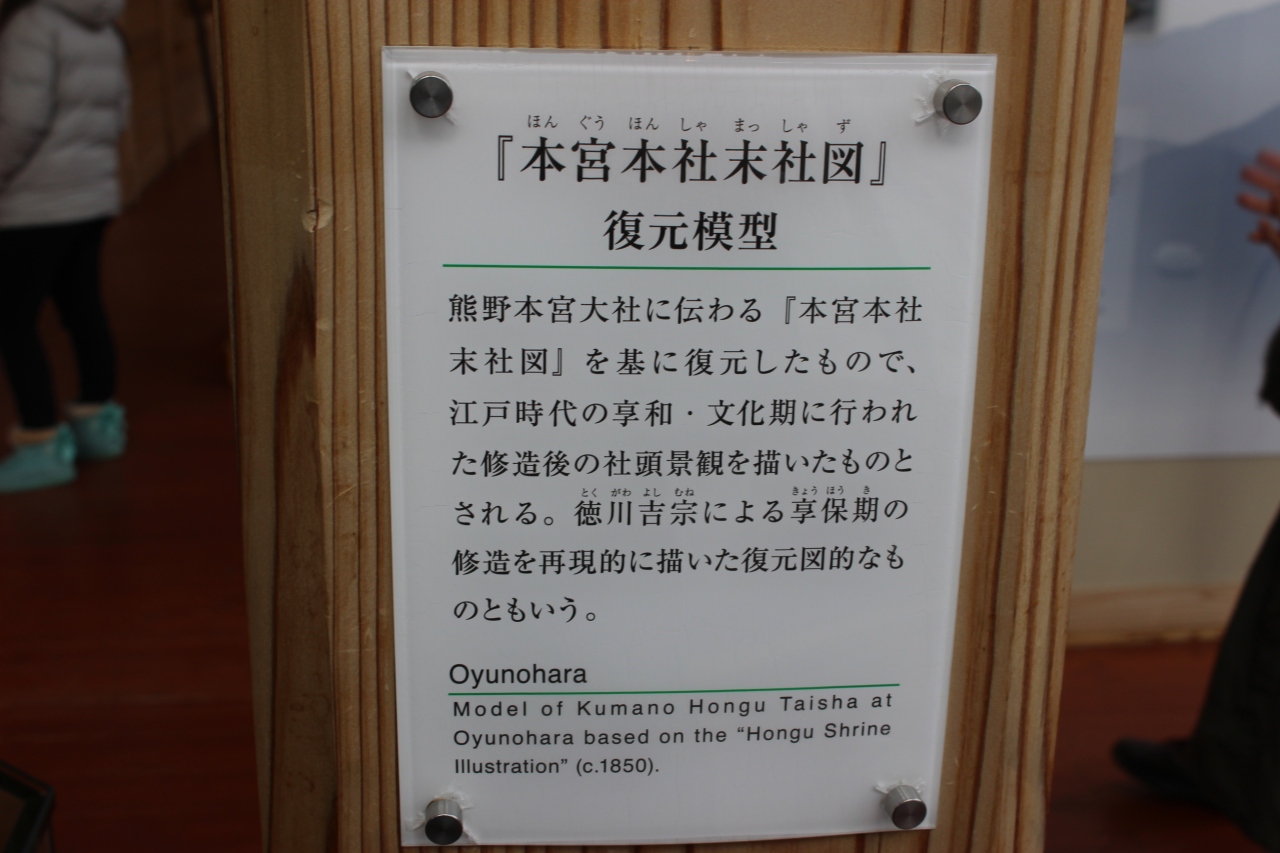 ほん ぐう ほん しゃ まっ しゃ ず
『本宮本社末社図』
復元模型
熊野本宮大社に伝わる『本宮本社
末社図』を基に復元したもので、
江戸時代の享和・文化期に行われ
た修造後の社頭景観を描いたものと
とく がわ よし むね きょう ほう き
される。徳川吉宗による享保期の
修造を再現的に描いた復元図的なも
のともいう。
Oyunohara
Model of Kumano Hongu Taisha at
Oyunohara based on the “Hongu Shrine
Illustration” (c.1850).